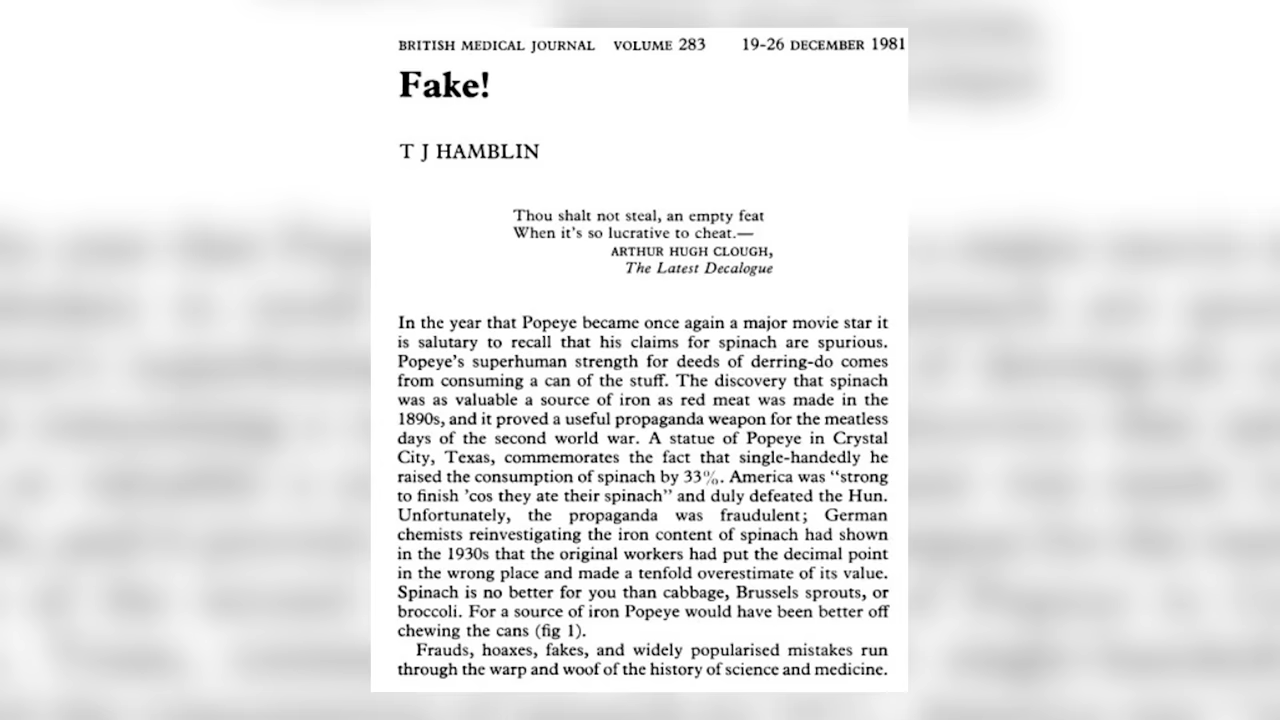 BRITISH MEDICAL JOURNAL VOLUME 283 19-26 DECEMBER 1981
Fake!
T J HAMBLIN
Thou shalt not steal, an empty feat
When it's so lucrative to cheat.—
ARTHUR HUGH CLOUGH,
The Latest Decalogue
In the year that Popeye became once again a major movie star it
is salutary to recall that his claims for spinach are spurious.
Popeye's superhuman strength for deeds of derring-do comes
from consuming a can of the stuff. The discovery that spinach
was as valuable a source of iron as red meat was made in the
1890s, and it proved a useful propaganda weapon for the meatless
days of the second world war. A statue of Popeye in Crystal
City, Texas, commemorates the fact that single-handedly he
raised the consumption of spinach by 33%. America was "strong
to finish 'cos they ate their spinach" and duly defeated the Hun.
Unfortunately, the propaganda was fraudulent; German
chemists reinvestigating the iron content of spinach had shown
in the 1930s that the original workers had put the decimal point
in the wrong place and made a tenfold overestimate of its value.
Spinach is no better for you than cabbage, Brussels sprouts, or
broccoli. For a source of iron Popeye would have been better off
chewing the cans (fig 1).
Frauds, hoaxes, fakes, and widely popularised mistakes run
through the warp and woof of the history of science and medicine.